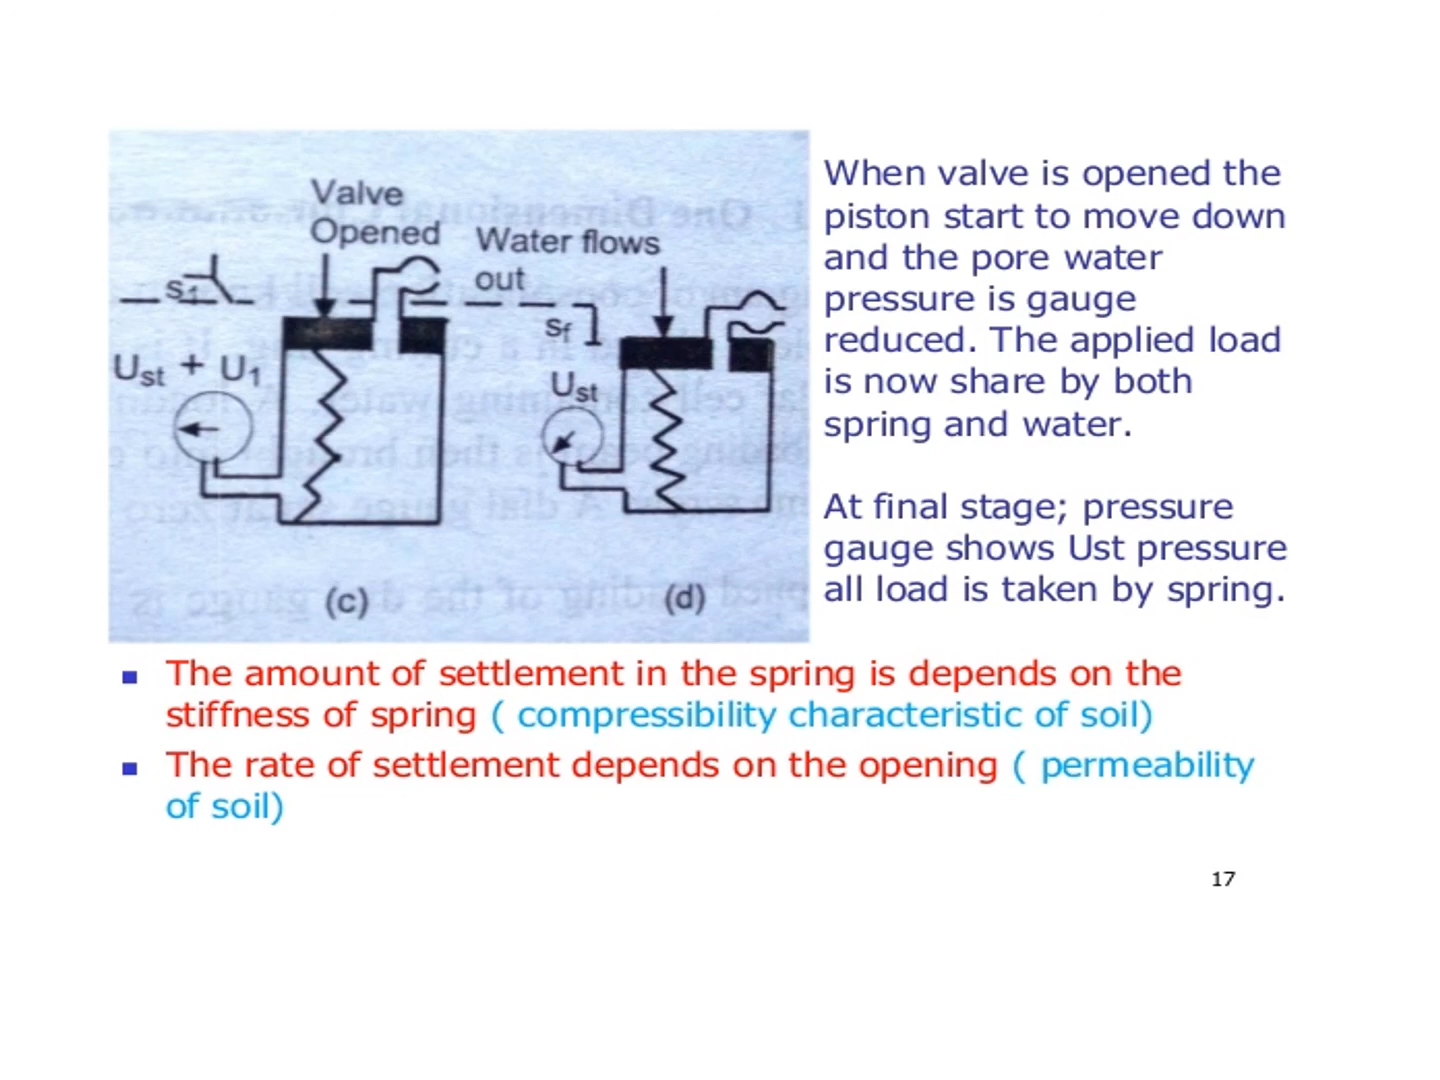 Valve
Opened
Water flows
out
S1
Sf
Ust + U1
Ust
(c)
(d)
When valve is opened the
piston start to move down
and the pore water
pressure is gauge
reduced. The applied load
is now share by both
spring and water.
At final stage; pressure
gauge shows Ust pressure
all load is taken by spring.
The amount of settlement in the spring is depends on the
stiffness of spring ( compressibility characteristic of soil)
The rate of settlement depends on the opening ( permeability
of soil)
17